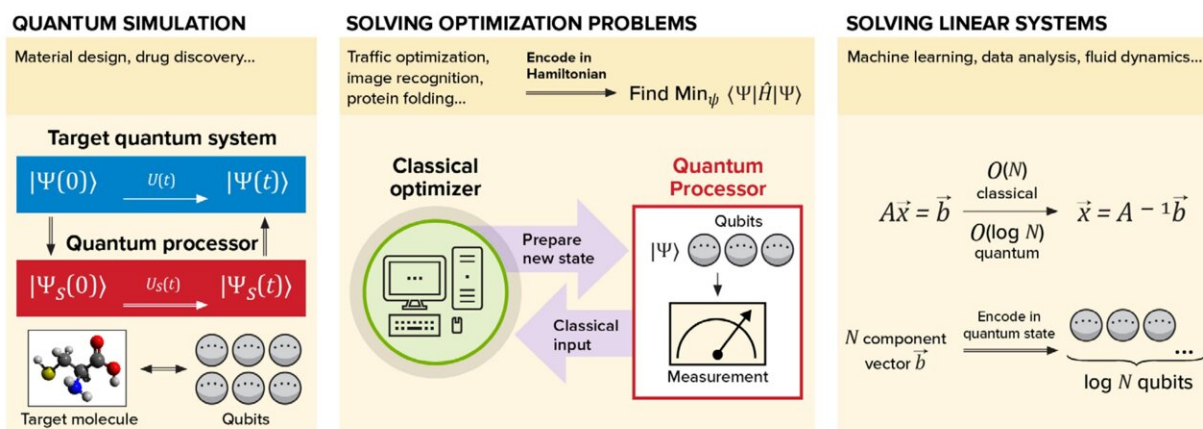 QUANTUM SIMULATION
Material design, drug discovery...
Target quantum system
|Ψ(0)⟩ U(t) |Ψ(t)⟩
Quantum processor
|Ψ_S(0)⟩ U_S(t) |Ψ_S(t)⟩
Target molecule
Qubits
SOLVING OPTIMIZATION PROBLEMS
Traffic optimization,
image recognition,
protein folding...
Encode in
Hamiltonian
Find Min_ψ ⟨Ψ|Ĥ|Ψ⟩
Classical
optimizer
...
Prepare
new state
Classical
input
Quantum
Processor
Qubits
|Ψ⟩ ... ... ...
Measurement
SOLVING LINEAR SYSTEMS
Machine learning, data analysis, fluid dynamics...
O(N)
classical
Ax⃗ = b⃗
x⃗ = A⁻¹b⃗
O(log N)
quantum
N component
vector b⃗
Encode in
quantum state
...
log N qubits